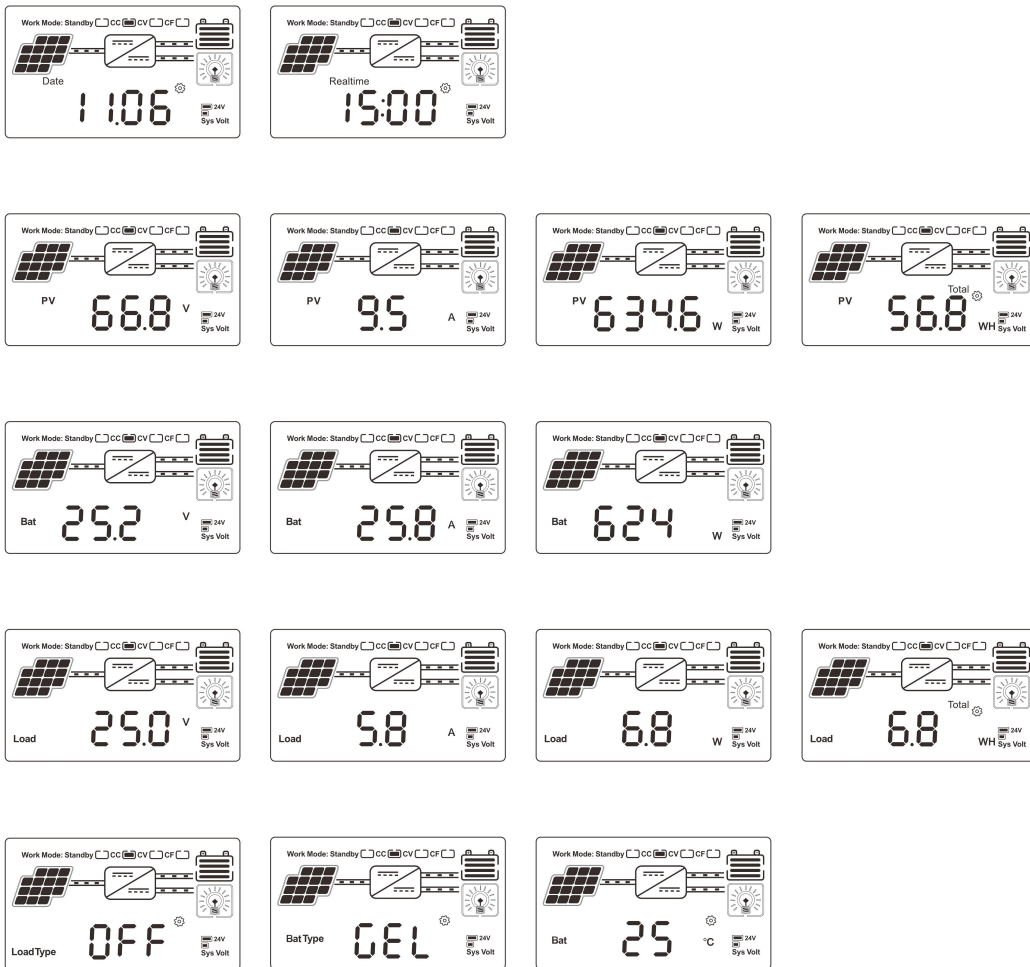 Work Mode: Standby CC CV CF
Date
11.06
24V
Sys Volt
Work Mode: Standby CC CV CF
Realtime
15:00
24V
Sys Volt
Work Mode: Standby CC CV CF
PV 66.8 V
24V
Sys Volt
Work Mode: Standby CC CV CF
PV 9.5 A
24V
Sys Volt
Work Mode: Standby CC CV CF
PV 634.6 W
24V
Sys Volt
Work Mode: Standby CC CV CF
Total
PV 56.8 WH
24V
Sys Volt
Work Mode: Standby CC CV CF
Bat 25.2 V
24V
Sys Volt
Work Mode: Standby CC CV CF
Bat 25.8 A
24V
Sys Volt
Work Mode: Standby CC CV CF
Bat 624 W
24V
Sys Volt
Work Mode: Standby CC CV CF
Load 25.0 V
24V
Sys Volt
Work Mode: Standby CC CV CF
Load 5.8 A
24V
Sys Volt
Work Mode: Standby CC CV CF
Load 6.8 W
24V
Sys Volt
Work Mode: Standby CC CV CF
Total
Load 6.8 WH
24V
Sys Volt
Work Mode: Standby CC CV CF
Load Type OFF
24V
Sys Volt
Work Mode: Standby CC CV CF
Bat Type GEL
24V
Sys Volt
Work Mode: Standby CC CV CF
Bat 25 °C
24V
Sys Volt